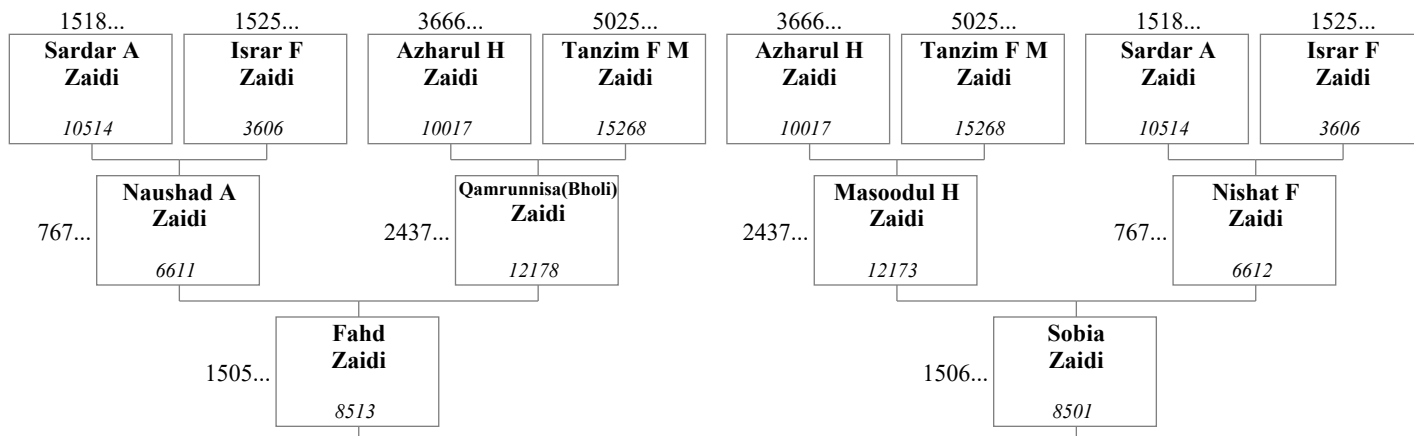 1518... 1525... 3666... 5025... 3666... 5025... 1518... 1525...
Sardar A Israr F Azharul H Tanzim F M Azharul H Tanzim F M Sardar A Israr F
Zaidi Zaidi Zaidi Zaidi Zaidi Zaidi Zaidi Zaidi
10514 3606 10017 15268 10017 15268 10514 3606
Naushad A Qamrunnisa(Bholi) Masoodul H Nishat F
Zaidi Zaidi Zaidi Zaidi
767... 2437... 2437... 767...
6611 12178 12173 6612
Fahd Sobia
Zaidi Zaidi
1505... 1506...
8513 8501